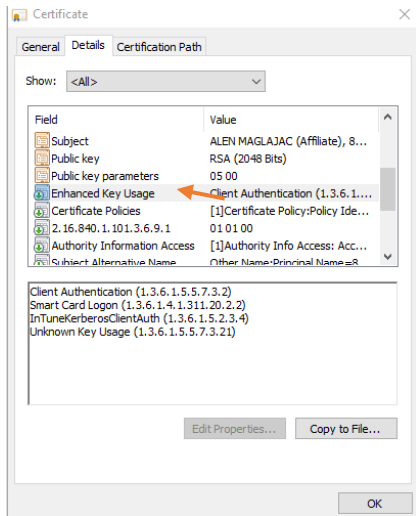 Certificate
General Details Certification Path
Show: <All>
Field Value
Subject ALEN MAGLAJAC (Affiliate), 8...
Public key RSA (2048 Bits)
Public key parameters 05 00
Enhanced Key Usage Client Authentication (1.3.6.1....
Certificate Policies [1]Certificate Policy:Policy Ide...
2.16.840.1.101.3.6.9.1 01 01 00
Authority Information Access [1]Authority Info Access: Acc...
Subject Alternative Name Other Name:Principal Name=8
Client Authentication (1.3.6.1.5.5.7.3.2)
Smart Card Logon (1.3.6.1.4.1.311.20.2.2)
InTuneKerberosClientAuth (1.3.6.1.5.2.3.4)
Unknown Key Usage (1.3.6.1.5.5.7.3.21)
Edit Properties... Copy to File...
OK